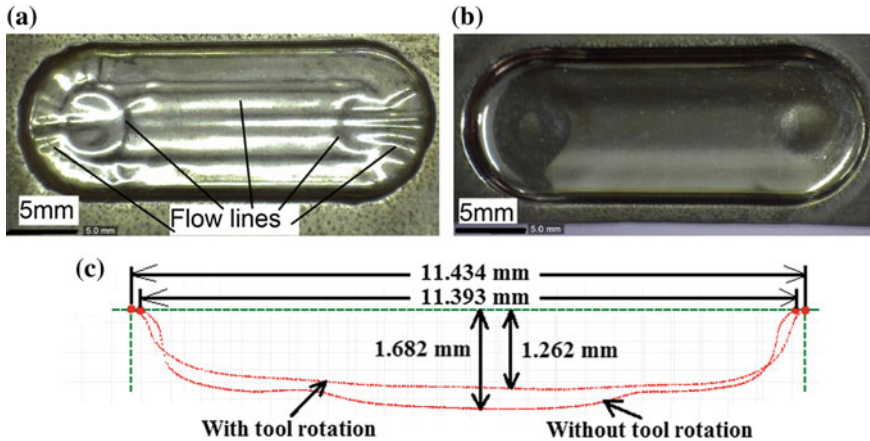 (a)
(b)
Flow lines
5mm
5.0 mm
5mm
5.0 mm
(c)
11.434 mm
11.393 mm
1.682 mm
1.262 mm
With tool rotation
Without tool rotation